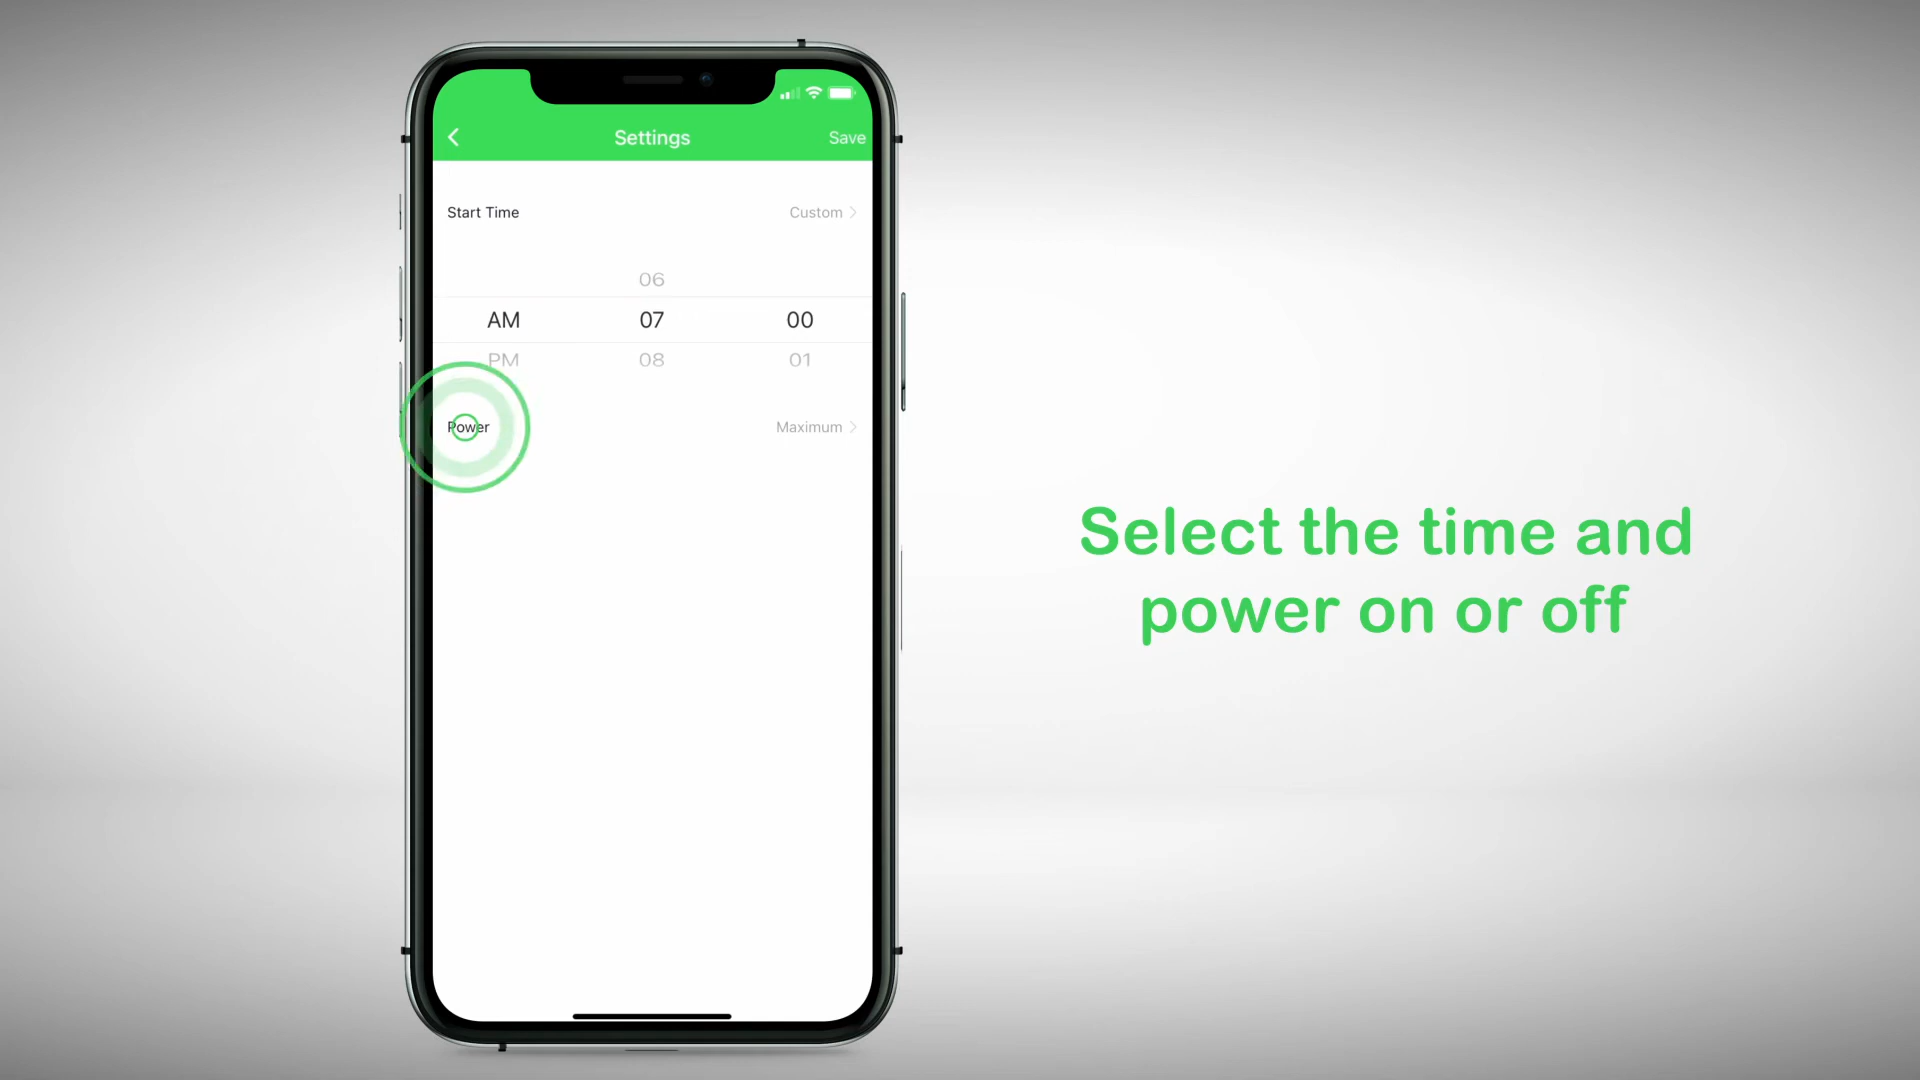 Settings
Save
Start Time
Custom
06
AM 07 00
PM 08 01
Power
Maximum
Select the time and
power on or off